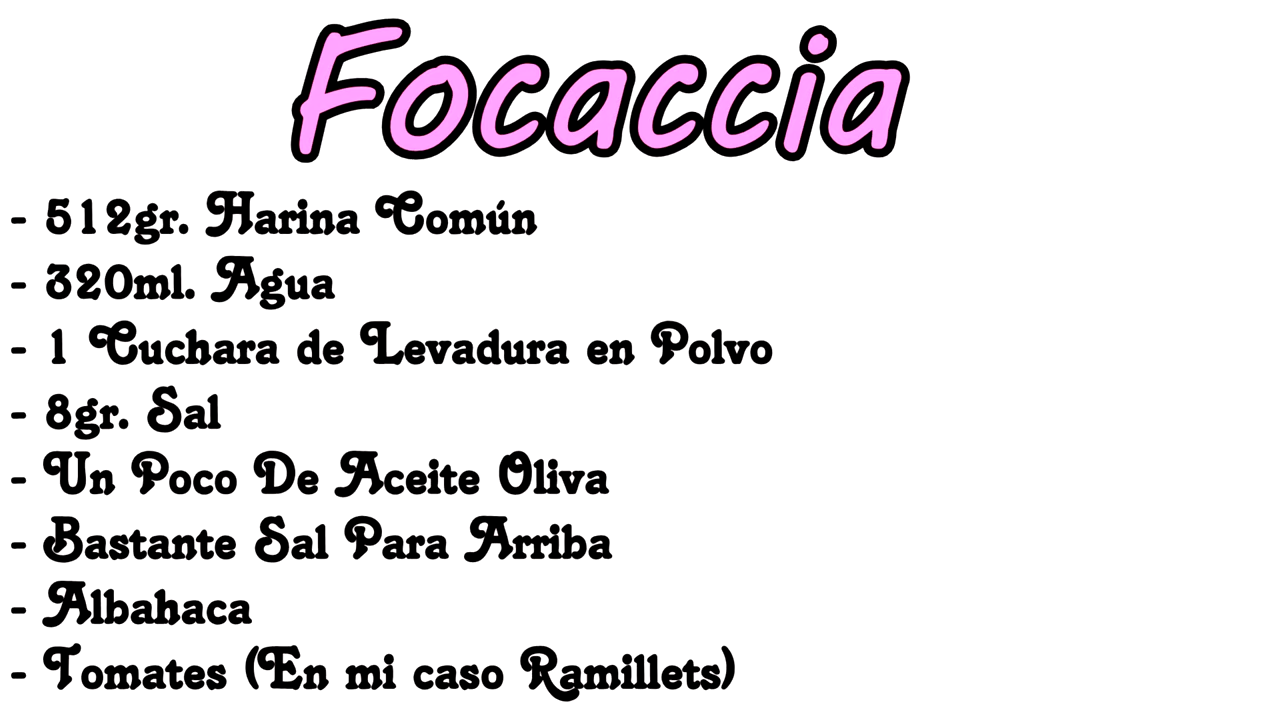 Focaccia
- 512gr. Harina Común
- 320ml. Agua
- 1 Cuchara de Levadura en Polvo
- 8gr. Sal
- Un Poco De Aceite Oliva
- Bastante Sal Para Arriba
- Albahaca
- Tomates (En mi caso Ramillets)